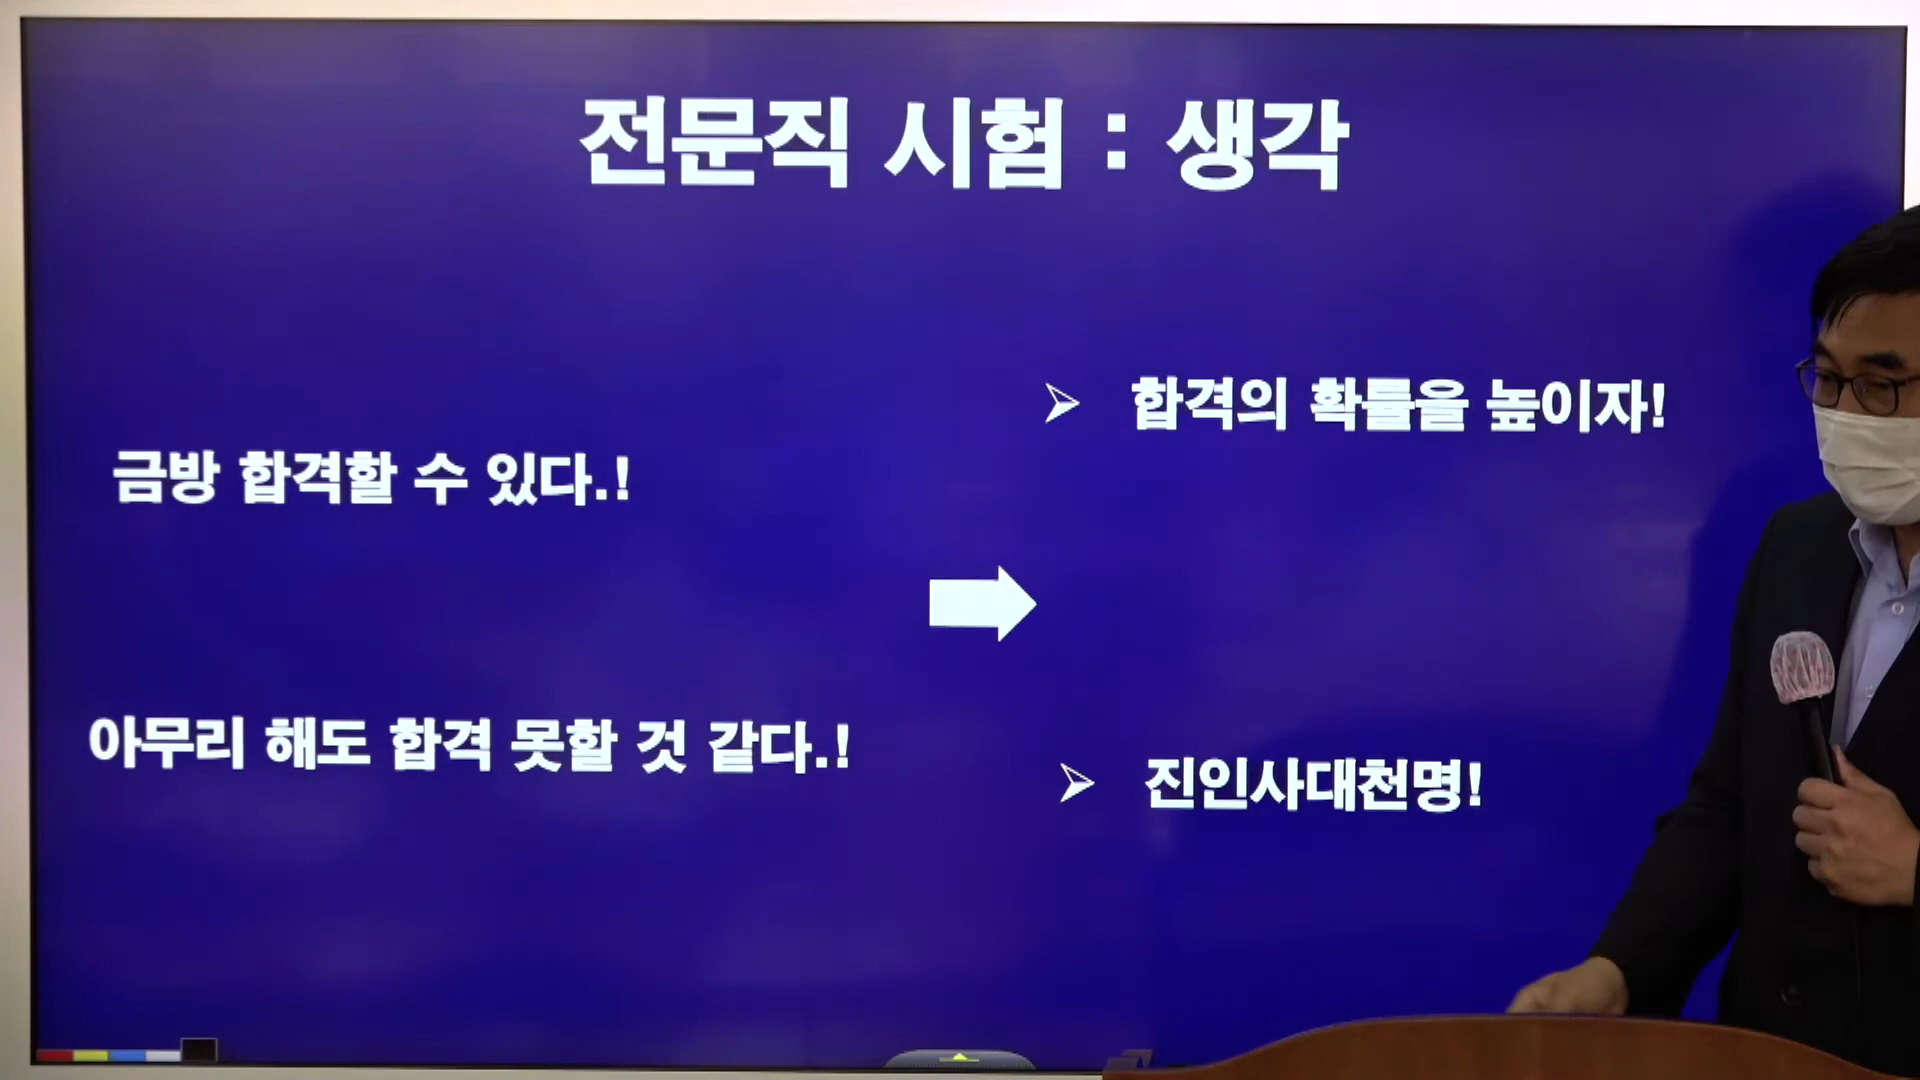 전문직 시험 : 생각
금방 합격할 수 있다.!
아무리 해도 합격 못할 것 같다.!
합격의 확률을 높이자!
진인사대천명!